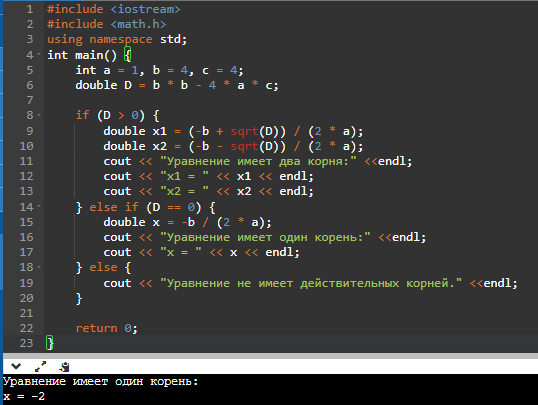 1 #include <iostream>
2 #include <math.h>
3 using namespace std;
4 int main() {
5     int a = 1, b = 4, c = 4;
6     double D = b * b - 4 * a * c;
7
8     if (D > 0) {
9         double x1 = (-b + sqrt(D)) / (2 * a);
10         double x2 = (-b - sqrt(D)) / (2 * a);
11         cout << "Уравнение имеет два корня:" <<endl;
12         cout << "x1 = " << x1 << endl;
13         cout << "x2 = " << x2 << endl;
14     } else if (D == 0) {
15         double x = -b / (2 * a);
16         cout << "Уравнение имеет один корень:" <<endl;
17         cout << "x = " << x << endl;
18     } else {
19         cout << "Уравнение не имеет действительных корней." <<endl;
20     }
21
22     return 0;
23 }
Уравнение имеет один корень:
x = -2